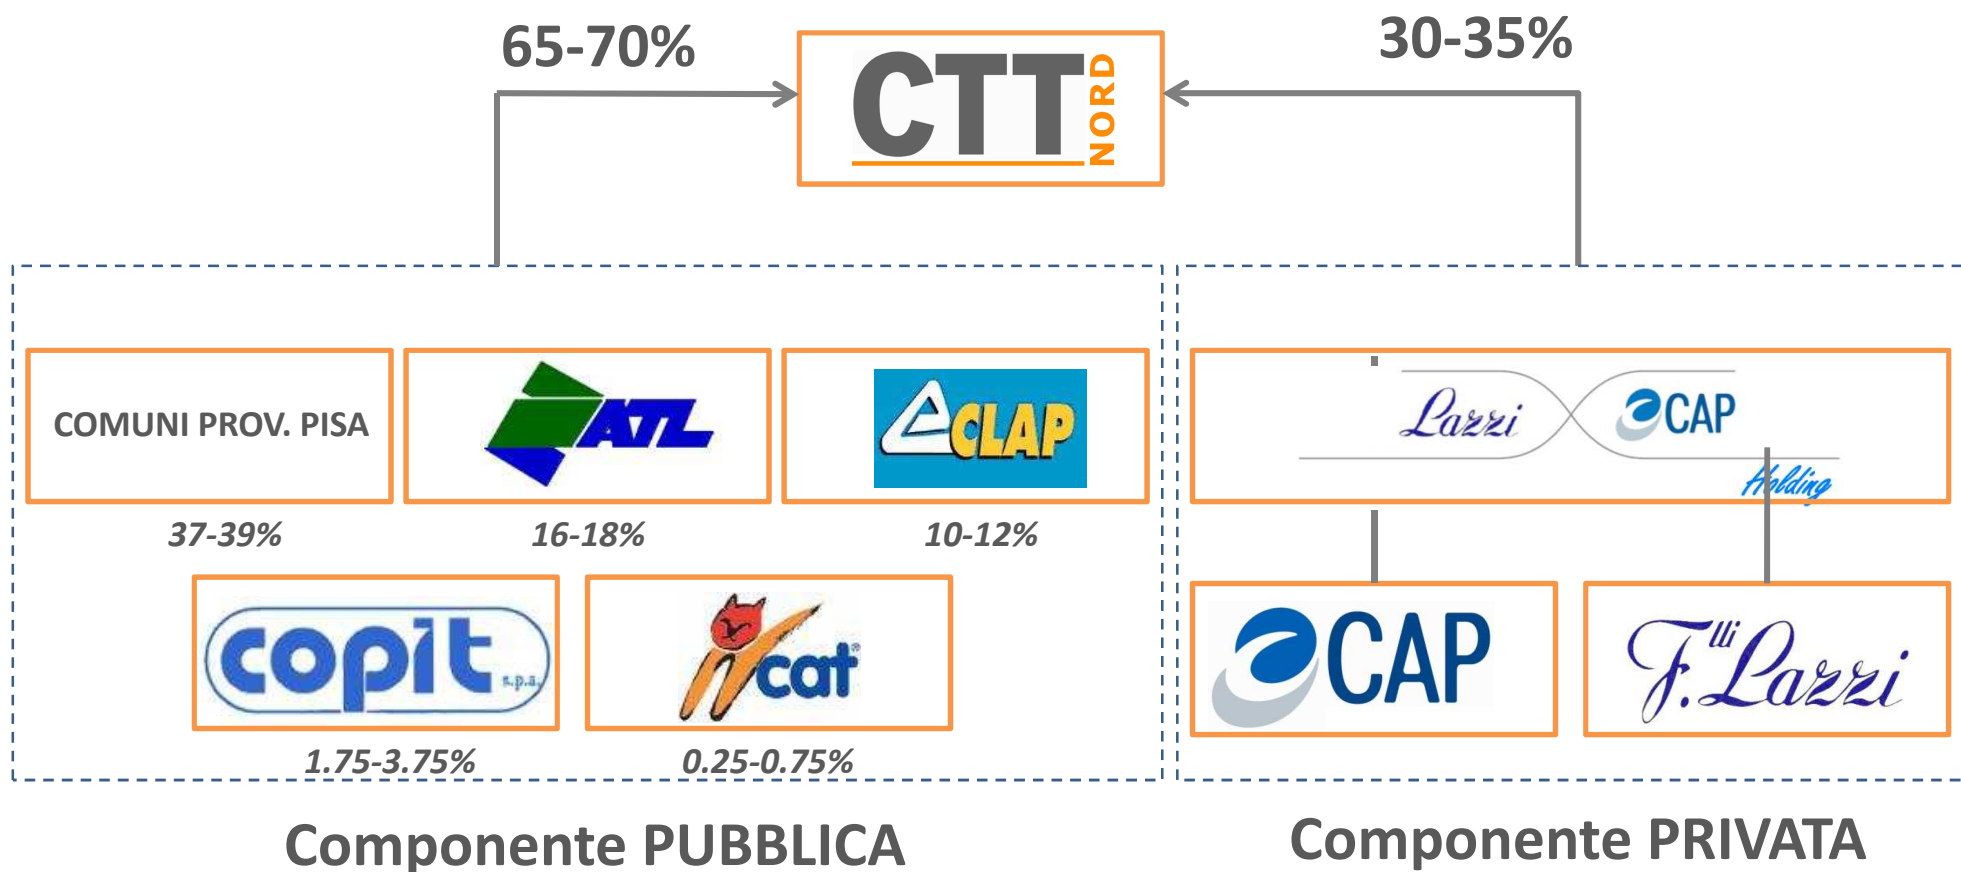 65-70%
CTT NORD
30-35%
COMUNI PROV. PISA
ATL
CLAP
37-39%
16-18%
10-12%
copit s.p.a.
cat®
1.75-3.75%
0.25-0.75%
Componente PUBBLICA
Lazzi
CAP
Holding
CAP
F.lli Lazzi
Componente PRIVATA